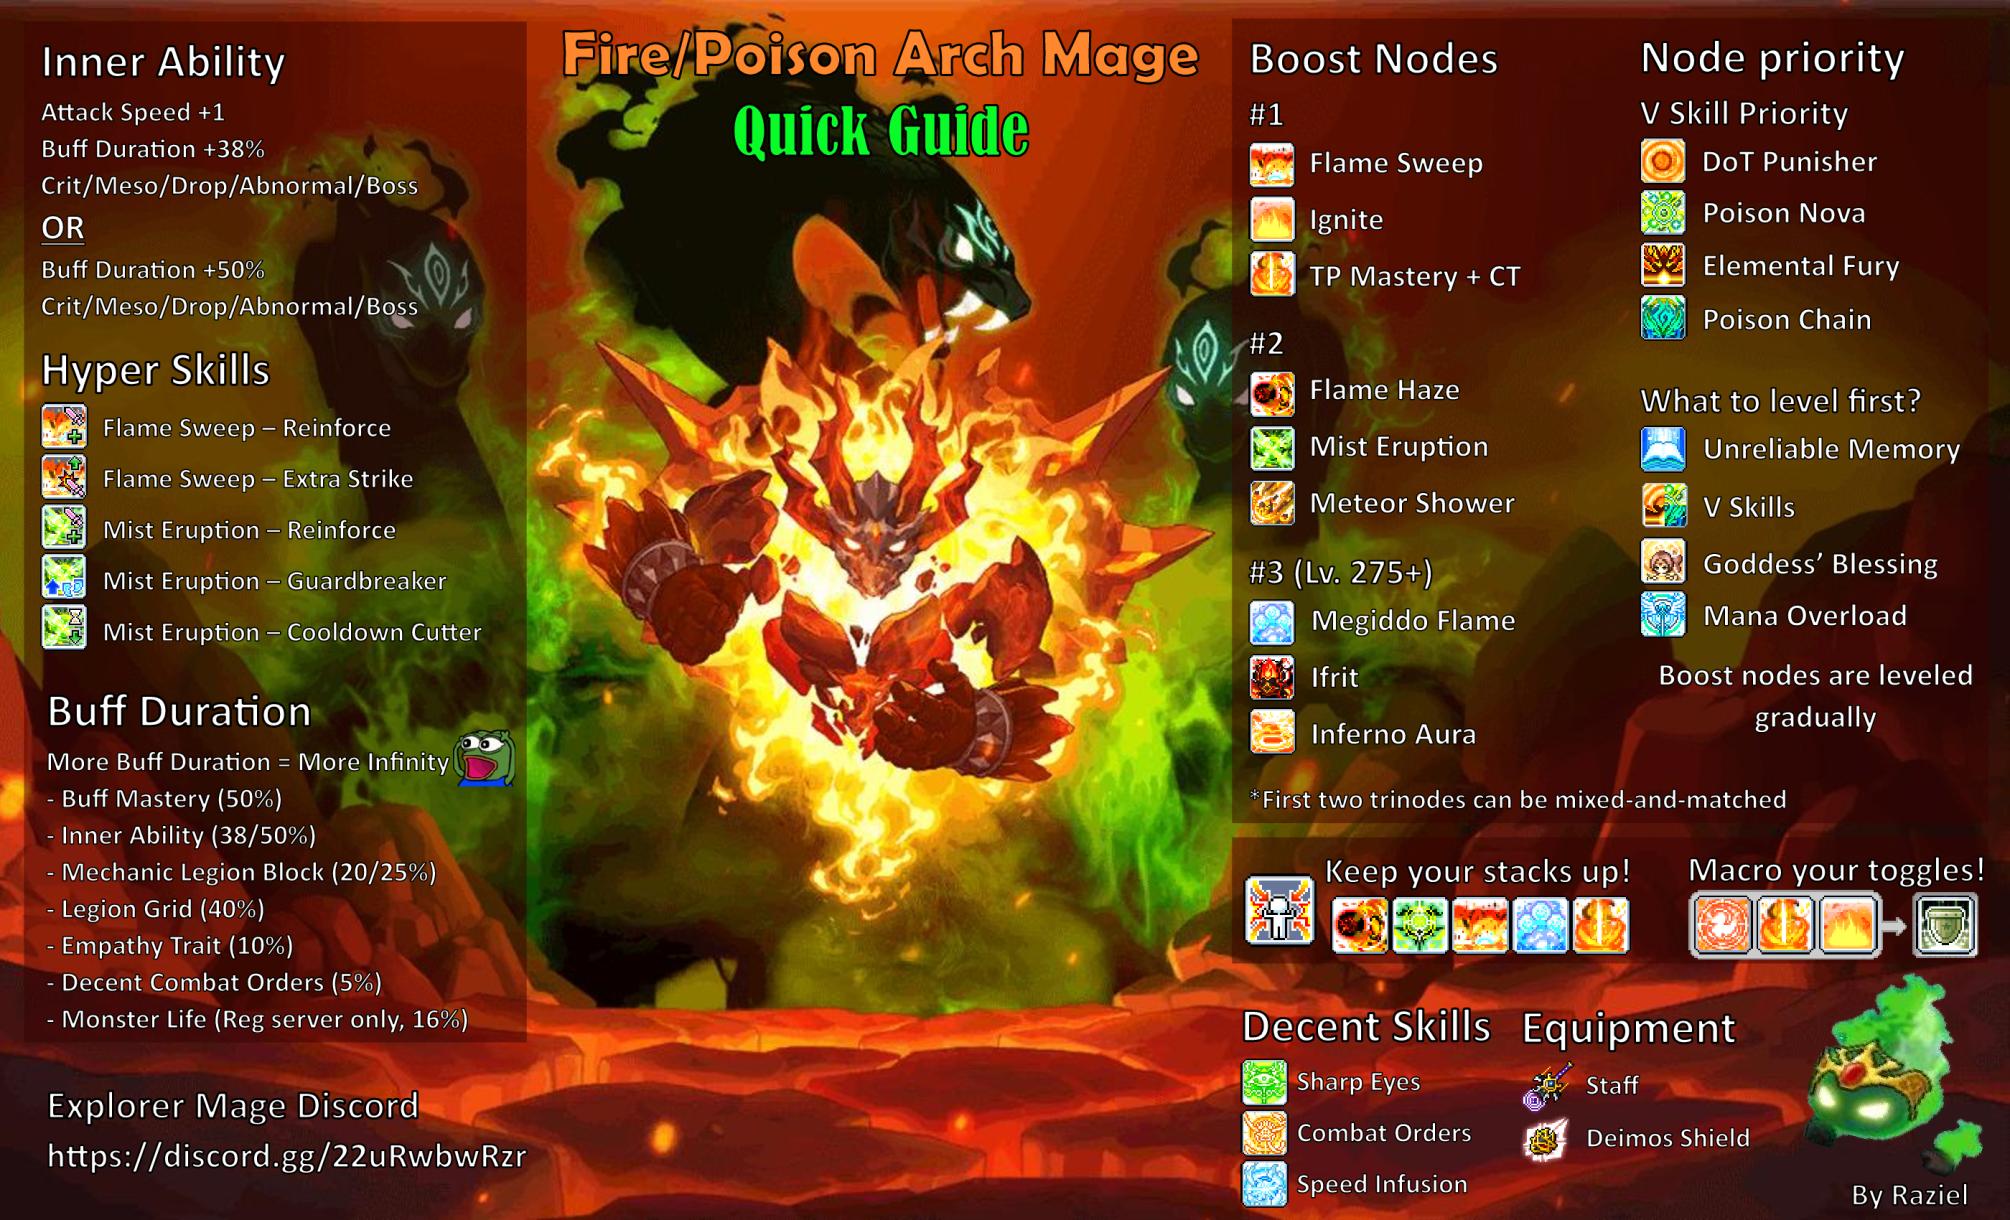 Fire/Poison Arch Mage
Quick Guide
Inner Ability
Attack Speed +1
Buff Duration +38%
Crit/Meso/Drop/Abnormal/Boss
OR
Buff Duration +50%
Crit/Meso/Drop/Abnormal/Boss
Hyper Skills
Flame Sweep – Reinforce
Flame Sweep – Extra Strike
Mist Eruption – Reinforce
Mist Eruption – Guardbreaker
Mist Eruption – Cooldown Cutter
Buff Duration
More Buff Duration = More Infinity
- Buff Mastery (50%)
- Inner Ability (38/50%)
- Mechanic Legion Block (20/25%)
- Legion Grid (40%)
- Empathy Trait (10%)
- Decent Combat Orders (5%)
- Monster Life (Reg server only, 16%)
Explorer Mage Discord
https://discord.gg/22uRwbwRzr
Boost Nodes
#1
Flame Sweep
Ignite
TP Mastery + CT
#2
Flame Haze
Mist Eruption
Meteor Shower
#3 (Lv. 275+)
Megiddo Flame
Ifrit
Inferno Aura
*First two trinodes can be mixed-and-matched
Node priority
V Skill Priority
DoT Punisher
Poison Nova
Elemental Fury
Poison Chain
What to level first?
Unreliable Memory
V Skills
Goddess’ Blessing
Mana Overload
Boost nodes are leveled
gradually
Keep your stacks up!
Macro your toggles!
Decent Skills
Sharp Eyes
Combat Orders
Speed Infusion
Equipment
Staff
Deimos Shield
By Raziel